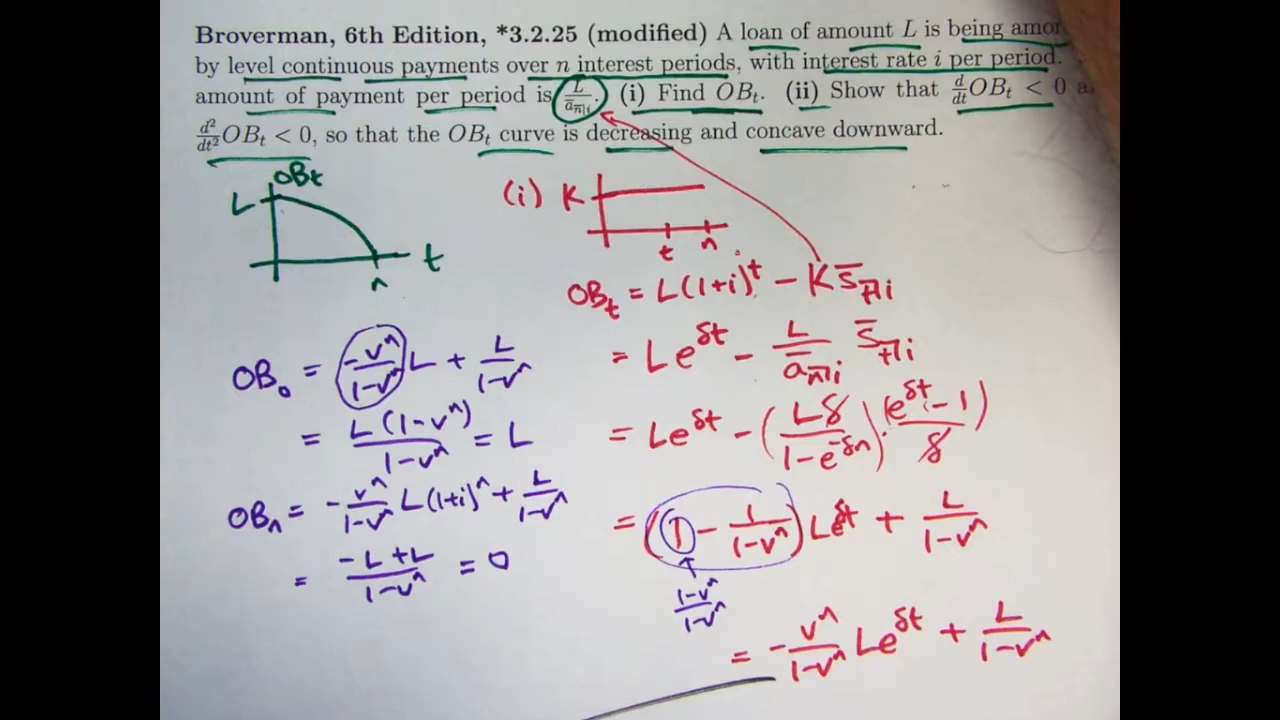 Broverman, 6th Edition, *3.2.25 (modified) A loan of amount L is being amor
by level continuous payments over n interest periods, with interest rate i per period.
amount of payment per period is L/ā_n̅|i. (i) Find OB_t. (ii) Show that d/dt OB_t < 0 a
d²/dt² OB_t < 0, so that the OB_t curve is decreasing and concave downward.
OB_t
L
t
n
(i) K
t n
OB_t = L(1+i)^t − K s̄_t̅|i
= Le^δt − L/ā_n̅|i s̄_t̅|i
= Le^δt − (Lδ/(1−e^−δn)) · (e^δt − 1)/δ
= (1 − 1/(1−v^n)) Le^δt + L/(1−v^n)
(1−v^n)/(1−v^n)
= −v^n/(1−v^n) Le^δt + L/(1−v^n)
OB_0 = −v^n/(1−v^n) L + L/(1−v^n)
= L(1−v^n)/(1−v^n) = L
OB_n = −v^n/(1−v^n) L(1+i)^n + L/(1−v^n)
= (−L+L)/(1−v^n) = 0